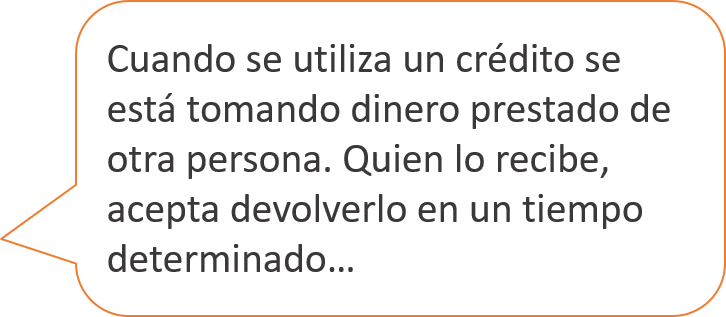 Cuando se utiliza un crédito se
está tomando dinero prestado de
otra persona. Quien lo recibe,
acepta devolverlo en un tiempo
determinado…